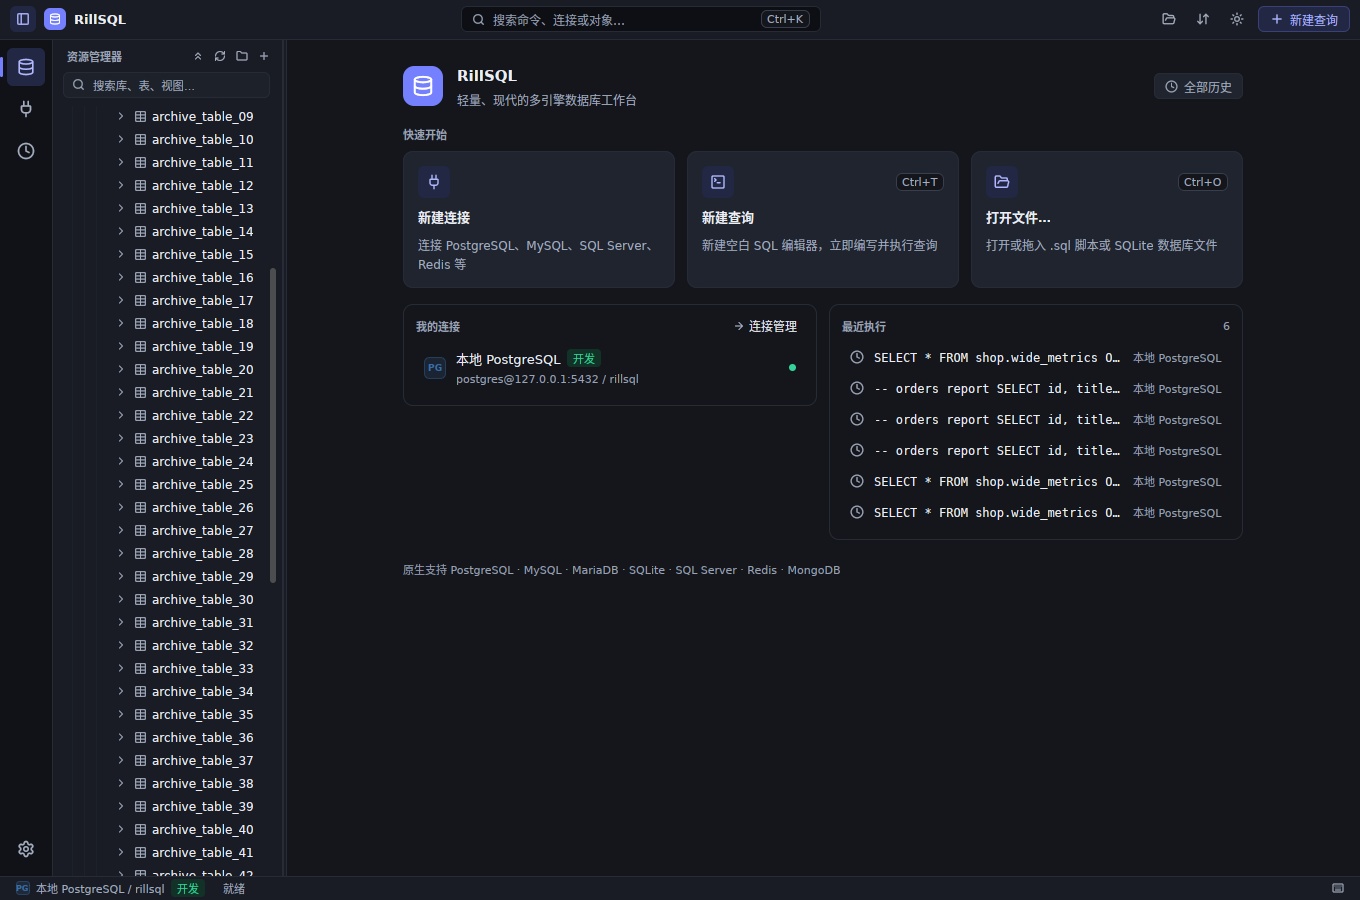 RillSQL
搜索命令、连接或对象...
Ctrl+K
新建查询
资源管理器
搜索库、表、视图...
archive_table_09
archive_table_10
archive_table_11
archive_table_12
archive_table_13
archive_table_14
archive_table_15
archive_table_16
archive_table_17
archive_table_18
archive_table_19
archive_table_20
archive_table_21
archive_table_22
archive_table_23
archive_table_24
archive_table_25
archive_table_26
archive_table_27
archive_table_28
archive_table_29
archive_table_30
archive_table_31
archive_table_32
archive_table_33
archive_table_34
archive_table_35
archive_table_36
archive_table_37
archive_table_38
archive_table_39
archive_table_40
archive_table_41
archive_table_42
RillSQL
轻量、现代的多引擎数据库工作台
全部历史
快速开始
新建连接
连接 PostgreSQL、MySQL、SQL Server、
Redis 等
Ctrl+T
新建查询
新建空白 SQL 编辑器，立即编写并执行查询
Ctrl+O
打开文件...
打开或拖入 .sql 脚本或 SQLite 数据库文件
我的连接
连接管理
PG
本地 PostgreSQL 开发
postgres@127.0.0.1:5432 / rillsql
最近执行 6
SELECT * FROM shop.wide_metrics O… 本地 PostgreSQL
-- orders report SELECT id, title… 本地 PostgreSQL
-- orders report SELECT id, title… 本地 PostgreSQL
-- orders report SELECT id, title… 本地 PostgreSQL
SELECT * FROM shop.wide_metrics O… 本地 PostgreSQL
SELECT * FROM shop.wide_metrics O… 本地 PostgreSQL
原生支持 PostgreSQL · MySQL · MariaDB · SQLite · SQL Server · Redis · MongoDB
PG 本地 PostgreSQL / rillsql 开发 就绪